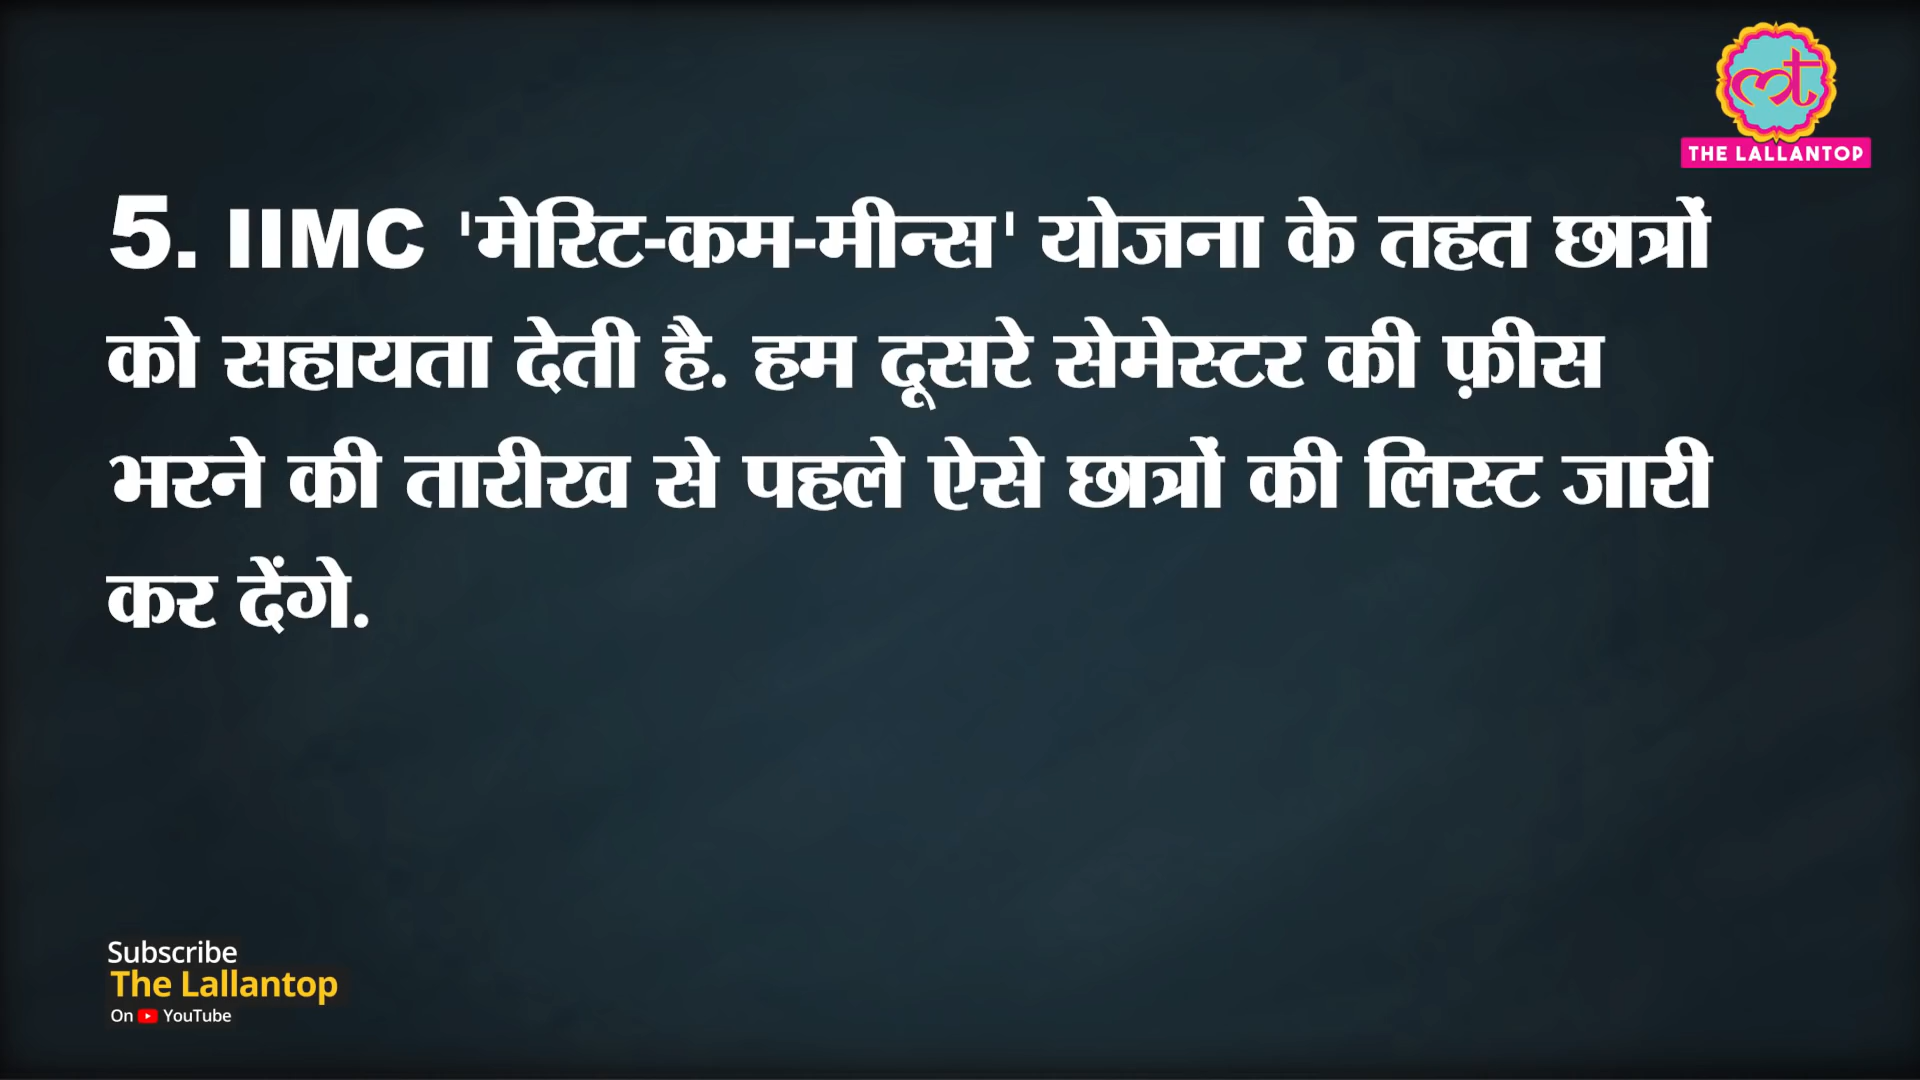 THE LALLANTOP
5. IIMC 'मेरिट-कम-मीन्स' योजना के तहत छात्रों
को सहायता देती है. हम दूसरे सेमेस्टर की फ़ीस
भरने की तारीख से पहले ऐसे छात्रों की लिस्ट जारी
कर देंगे.
Subscribe
The Lallantop
On YouTube